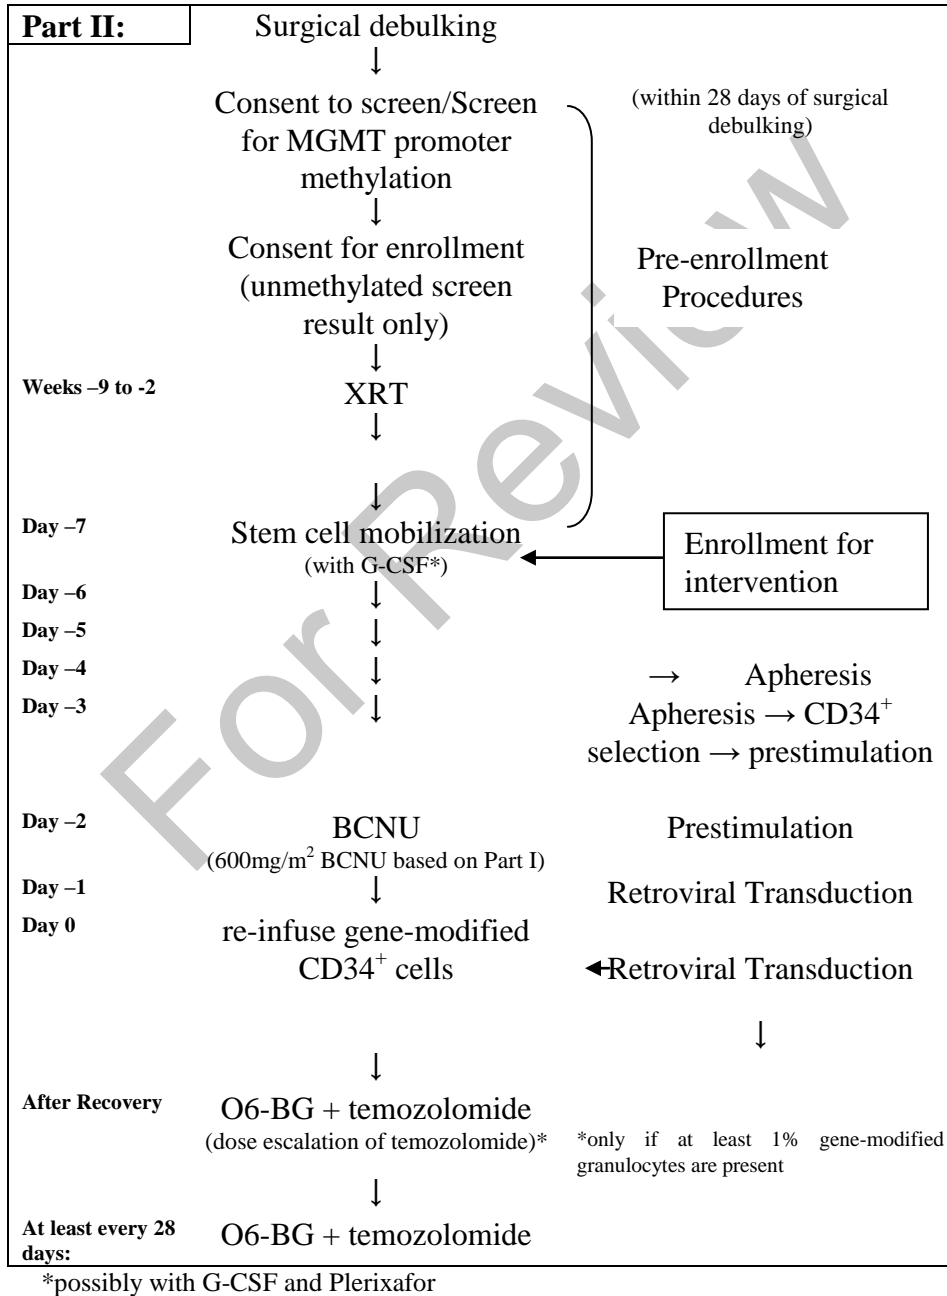 Part II:
Surgical debulking
↓
Consent to screen/Screen
for MGMT promoter
methylation
(within 28 days of surgical
debulking)
↓
Consent for enrollment
(unmethylated screen
result only)
Pre-enrollment
Procedures
↓
Weeks –9 to -2
XRT
↓
↓
Day –7
Stem cell mobilization
(with G-CSF*)
Enrollment for
intervention
Day –6
↓
Day –5
↓
Day –4
↓
→ Apheresis
Day –3
↓
Apheresis → CD34⁺
selection → prestimulation
Day –2
BCNU
(600mg/m² BCNU based on Part I)
Prestimulation
Day –1
↓
Retroviral Transduction
Day 0
re-infuse gene-modified
CD34⁺ cells
←Retroviral Transduction
↓
↓
After Recovery
O6-BG + temozolomide
(dose escalation of temozolomide)*
*only if at least 1% gene-modified
granulocytes are present
↓
At least every 28
days:
O6-BG + temozolomide
*possibly with G-CSF and Plerixafor
For Review